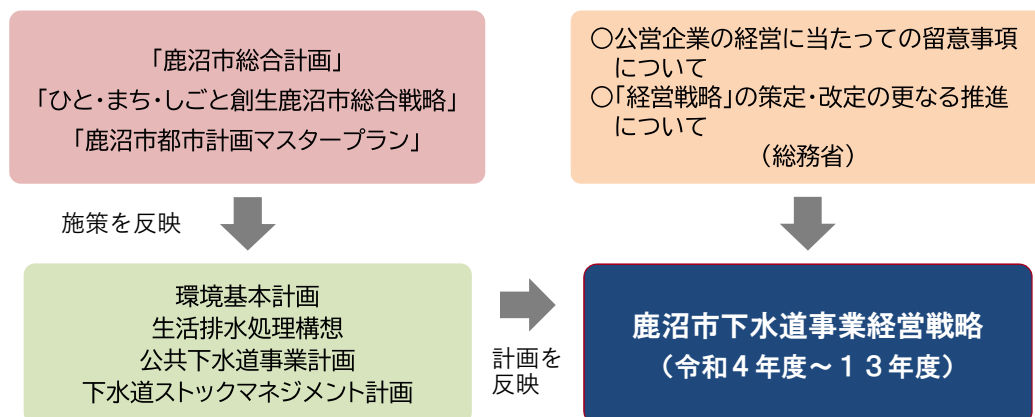 「鹿沼市総合計画」
「ひと・まち・しごと創生鹿沼市総合戦略」
「鹿沼市都市計画マスタープラン」
○公営企業の経営に当たっての留意事項
について
○「経営戦略」の策定・改定の更なる推進
について
（総務省）
施策を反映
環境基本計画
生活排水処理構想
公共下水道事業計画
下水道ストックマネジメント計画
計画を
反映
鹿沼市下水道事業経営戦略
（令和４年度～１３年度）